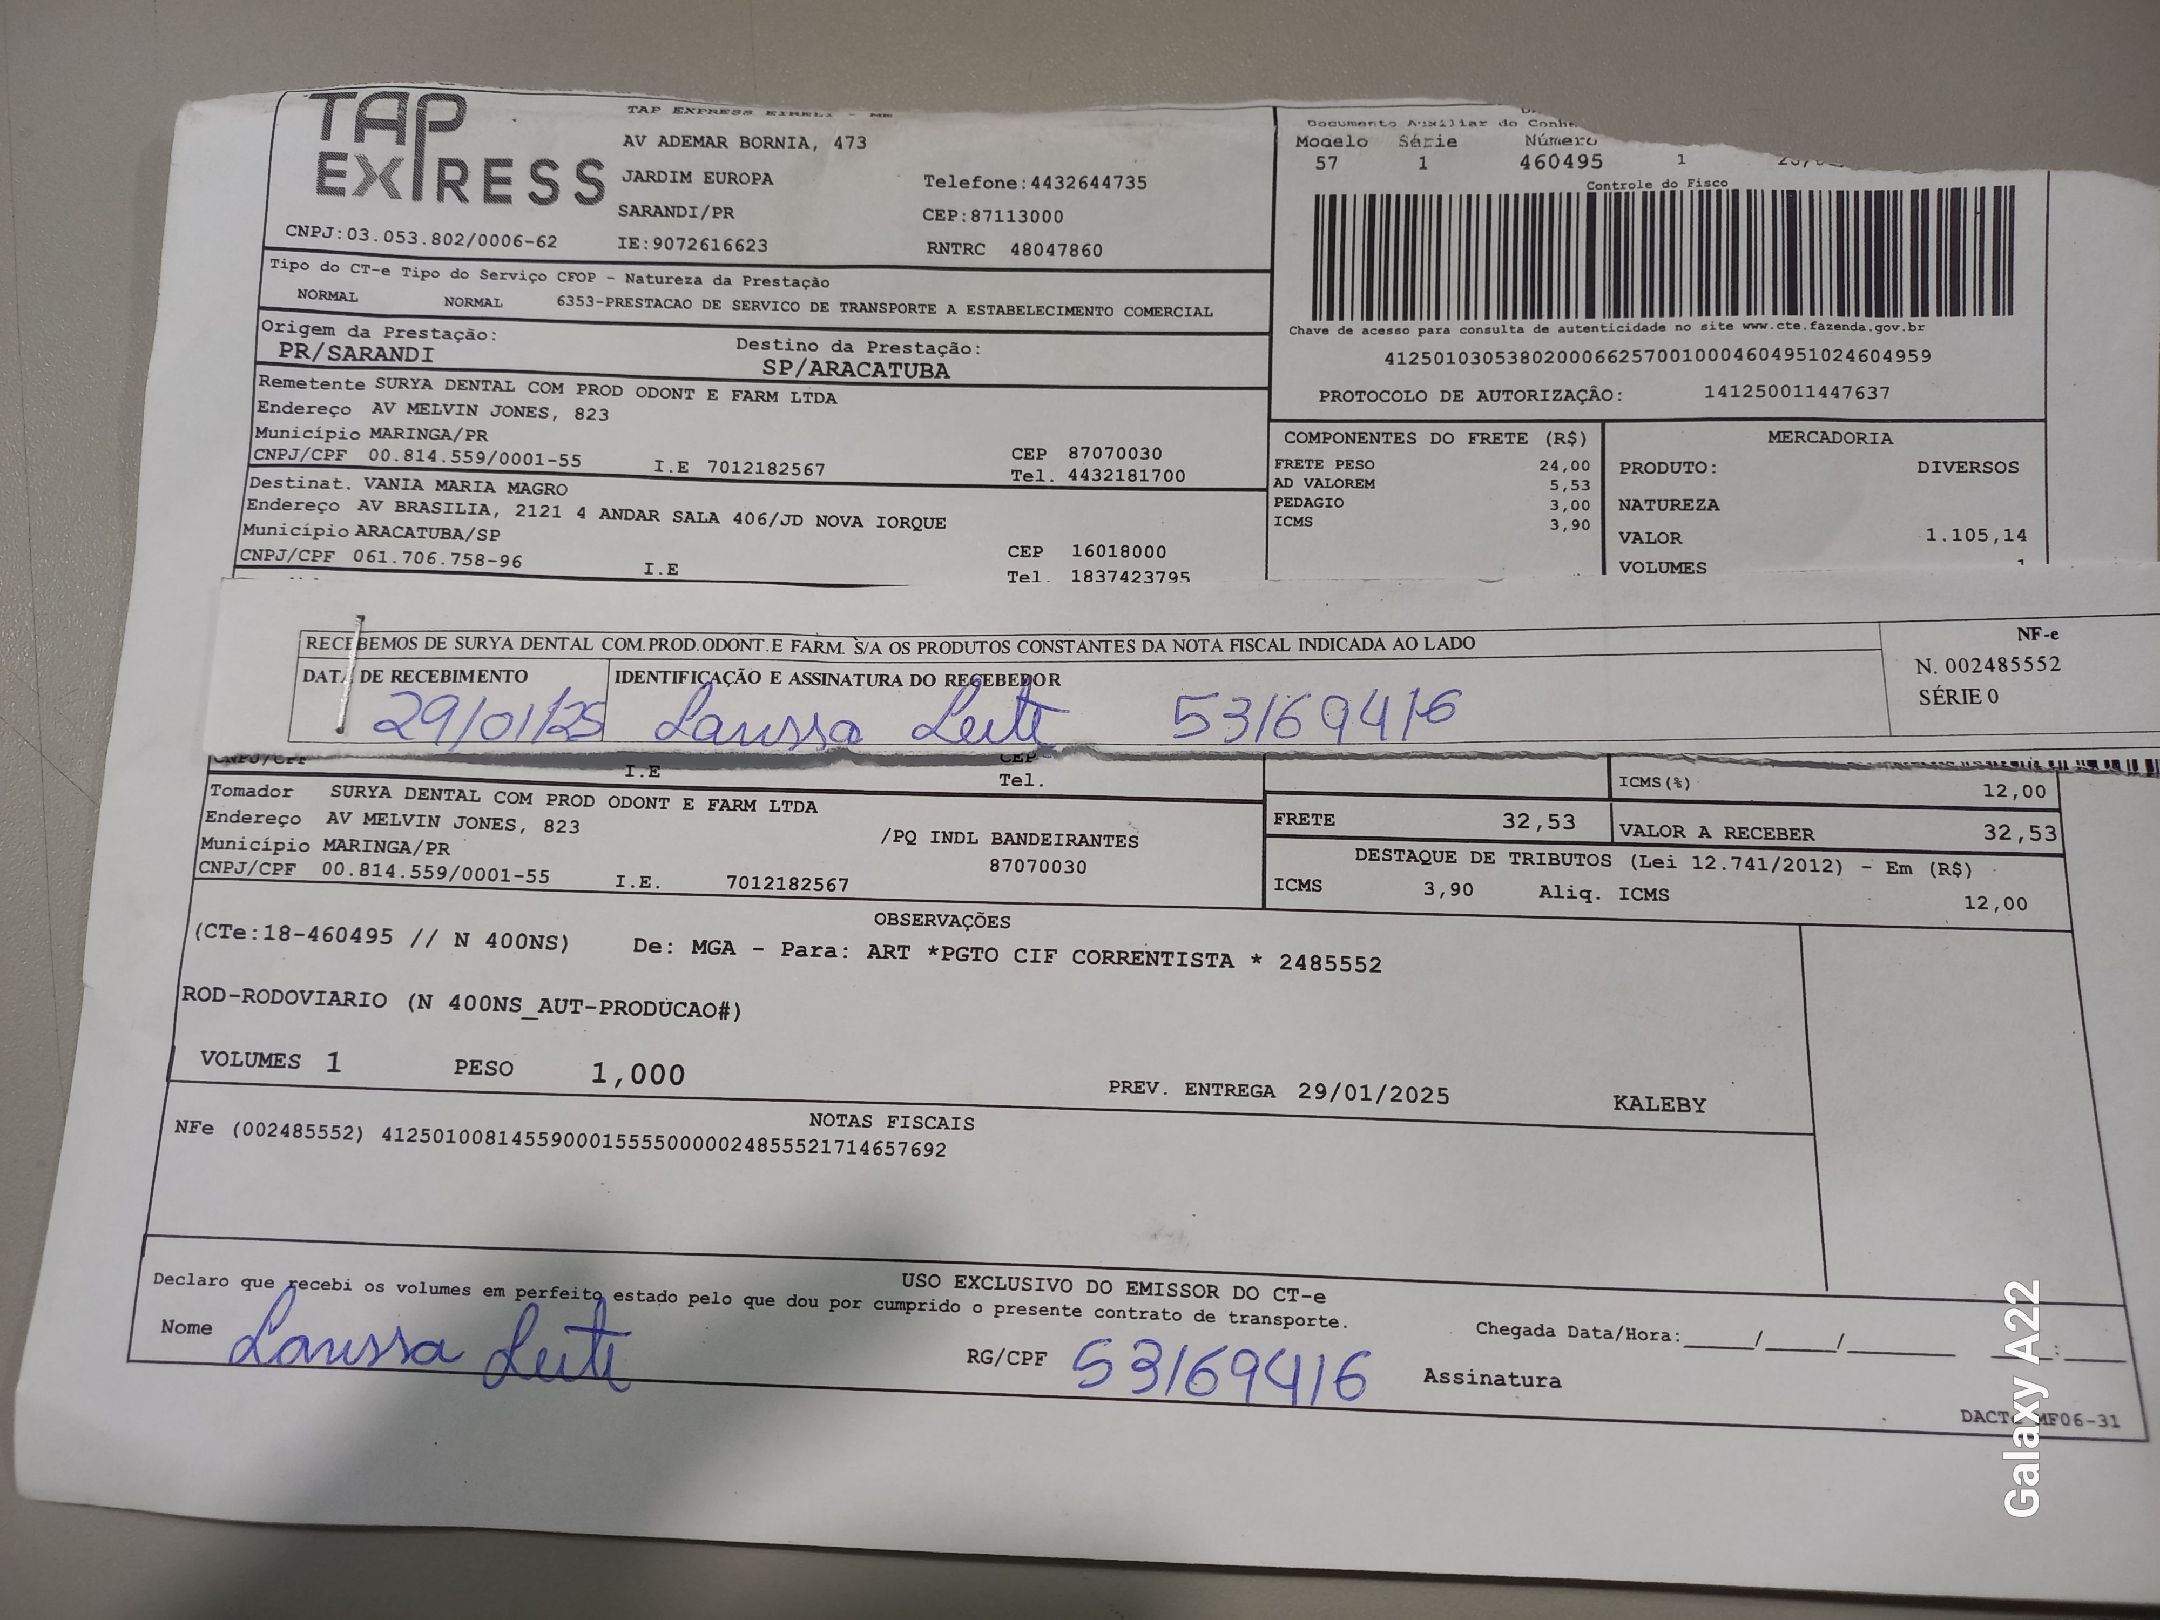 TAP EXPRESS
TAP EXPRESS EIRELI - ME
AV ADEMAR BORNIA, 473
JARDIM EUROPA
Telefone:4432644735
SARANDI/PR
CEP:87113000
CNPJ:03.053.802/0006-62
IE:9072616623
RNTRC 48047860
Documento Auxiliar do
Modelo Série Número
57 1 460495 1
Controle do Fisco
Chave de acesso para consulta de autenticidade no site www.cte.fazenda.gov.br
41250103053802000662570010004604951024604959
PROTOCOLO DE AUTORIZAÇÃO: 141250011447637
Tipo do CT-e Tipo do Serviço CFOP - Natureza da Prestação
NORMAL NORMAL 6353-PRESTACAO DE SERVICO DE TRANSPORTE A ESTABELECIMENTO COMERCIAL
Origem da Prestação: Destino da Prestação:
PR/SARANDI SP/ARACATUBA
Remetente SURYA DENTAL COM PROD ODONT E FARM LTDA
Endereço AV MELVIN JONES, 823
Município MARINGA/PR CEP 87070030
CNPJ/CPF 00.814.559/0001-55 I.E 7012182567 Tel. 4432181700
Destinat. VANIA MARIA MAGRO
Endereço AV BRASILIA, 2121 4 ANDAR SALA 406/JD NOVA IORQUE
Município ARACATUBA/SP CEP 16018000
CNPJ/CPF 061.706.758-96 I.E Tel. 1837423795
COMPONENTES DO FRETE (R$)
FRETE PESO 24,00
AD VALOREM 5,53
PEDAGIO 3,00
ICMS 3,90
MERCADORIA
PRODUTO: DIVERSOS
NATUREZA
VALOR 1.105,14
VOLUMES
RECEBEMOS DE SURYA DENTAL COM.PROD.ODONT.E FARM. S/A OS PRODUTOS CONSTANTES DA NOTA FISCAL INDICADA AO LADO
DATA DE RECEBIMENTO IDENTIFICAÇÃO E ASSINATURA DO RECEBEDOR
29/01/25 Larissa Leite 53169416
NF-e
N. 002485552
SÉRIE 0
CNPJ/CPF I.E CEP
Tel.
Tomador SURYA DENTAL COM PROD ODONT E FARM LTDA
Endereço AV MELVIN JONES, 823 /PQ INDL BANDEIRANTES
Município MARINGA/PR 87070030
CNPJ/CPF 00.814.559/0001-55 I.E. 7012182567
ICMS(%) 12,00
FRETE 32,53 VALOR A RECEBER 32,53
DESTAQUE DE TRIBUTOS (Lei 12.741/2012) - Em (R$)
ICMS 3,90 Aliq. ICMS 12,00
OBSERVAÇÕES
(CTe:18-460495 // N 400NS) De: MGA - Para: ART *PGTO CIF CORRENTISTA * 2485552
ROD-RODOVIARIO (N 400NS_AUT-PRODUCAO#)
VOLUMES 1 PESO 1,000 PREV. ENTREGA 29/01/2025 KALEBY
NOTAS FISCAIS
NFe (002485552) 41250100814559000155550000024855521714657692
USO EXCLUSIVO DO EMISSOR DO CT-e
Declaro que recebi os volumes em perfeito estado pelo que dou por cumprido o presente contrato de transporte.
Nome Larissa Leite RG/CPF 53169416 Chegada Data/Hora:_____/_____/________ ____:____
Assinatura
MF06-31
Galaxy A22